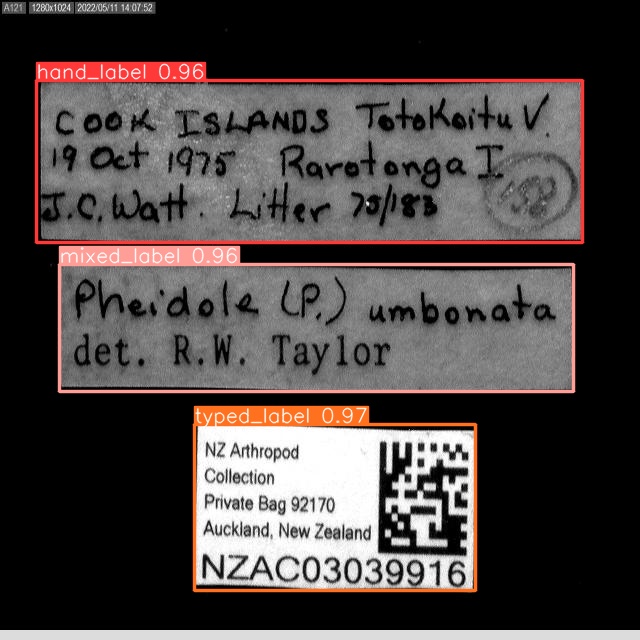 A121 1280x1024 2022/05/11 14:07:52
hand_label 0.96
COOK ISLANDS Totokoitu V.
19 Oct 1975 Rarotonga I
J.C. Watt. Litter 75/183
mixed_label 0.96
Pheidole (P.) umbonata
det. R.W. Taylor
typed_label 0.97
NZ Arthropod
Collection
Private Bag 92170
Auckland, New Zealand
NZAC03039916